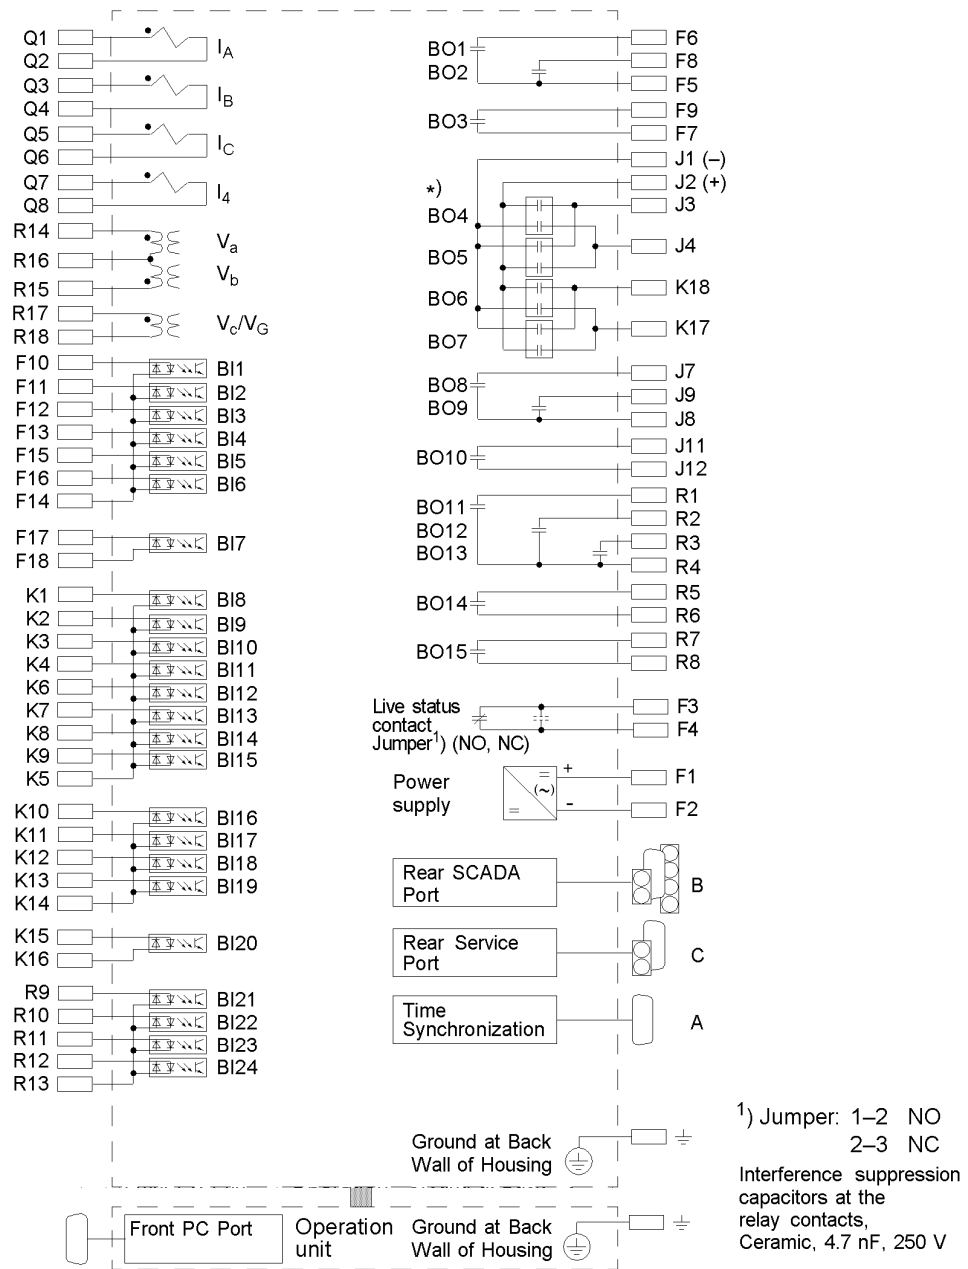 Q1
Q2
I_A
Q3
Q4
I_B
Q5
Q6
I_C
Q7
Q8
I_4
R14
V_a
R16
V_b
R15
R17
V_c/V_G
R18
F10
BI1
F11
BI2
F12
BI3
F13
BI4
F15
BI5
F16
BI6
F14
F17
BI7
F18
K1
BI8
K2
BI9
K3
BI10
K4
BI11
K6
BI12
K7
BI13
K8
BI14
K9
BI15
K5
K10
BI16
K11
BI17
K12
BI18
K13
BI19
K14
K15
BI20
K16
R9
BI21
R10
BI22
R11
BI23
R12
BI24
R13
F6
BO1
F8
BO2
F5
F9
BO3
F7
J1 (–)
J2 (+)
*)
J3
BO4
J4
BO5
K18
BO6
K17
BO7
J7
BO8
J9
BO9
J8
J11
BO10
J12
R1
BO11
R2
BO12
R3
BO13
R4
R5
BO14
R6
R7
BO15
R8
Live status
contact
Jumper¹) (NO, NC)
F3
F4
Power
supply
=
(~)
=
+
-
F1
F2
Rear SCADA
Port
B
Rear Service
Port
C
Time
Synchronization
A
Ground at Back
Wall of Housing
Front PC Port
Operation
unit
Ground at Back
Wall of Housing
¹) Jumper: 1–2 NO
2–3 NC
Interference suppression
capacitors at the
relay contacts,
Ceramic, 4.7 nF, 250 V